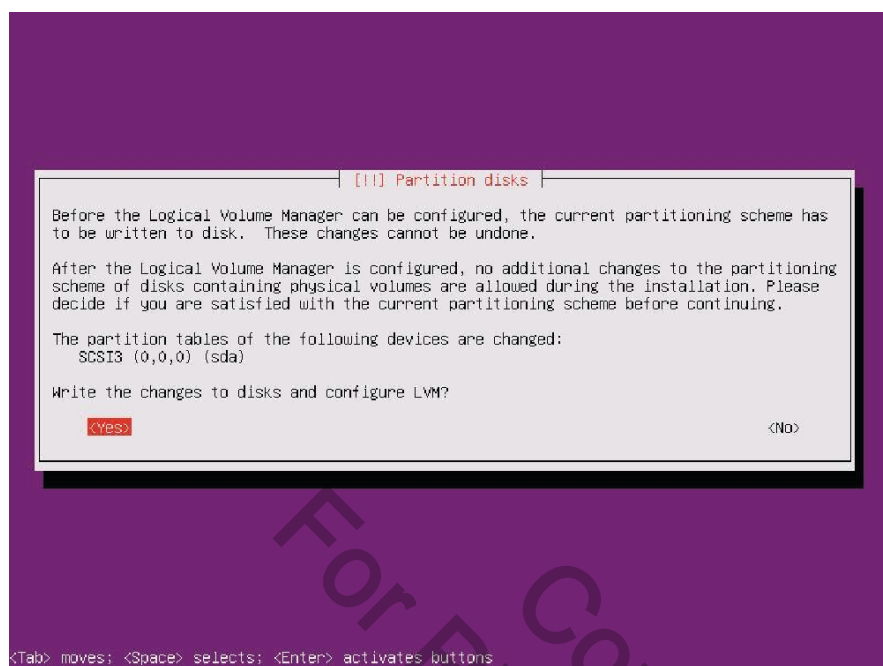 [!!] Partition disks
Before the Logical Volume Manager can be configured, the current partitioning scheme has
to be written to disk.  These changes cannot be undone.
After the Logical Volume Manager is configured, no additional changes to the partitioning
scheme of disks containing physical volumes are allowed during the installation. Please
decide if you are satisfied with the current partitioning scheme before continuing.
The partition tables of the following devices are changed:
SCSI3 (0,0,0) (sda)
Write the changes to disks and configure LVM?
<Yes> <No>
For
<Tab> moves; <Space> selects; <Enter> activates buttons